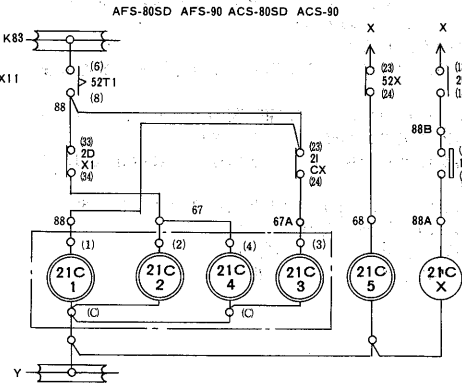 AFS-80SD AFS-90 ACS-80SD ACS-90
X X
K83
X11
(6)
52T1
(8)
(23)
52X
(24)
88
88B
(33)
2D
X1
(34)
(23)
2I
CX
(24)
88
67
67A
68
88A
(1) (2) (4) (3)
21C
1
21C
2
21C
4
21C
3
21C
5
21C
X
(C) (C)
Y